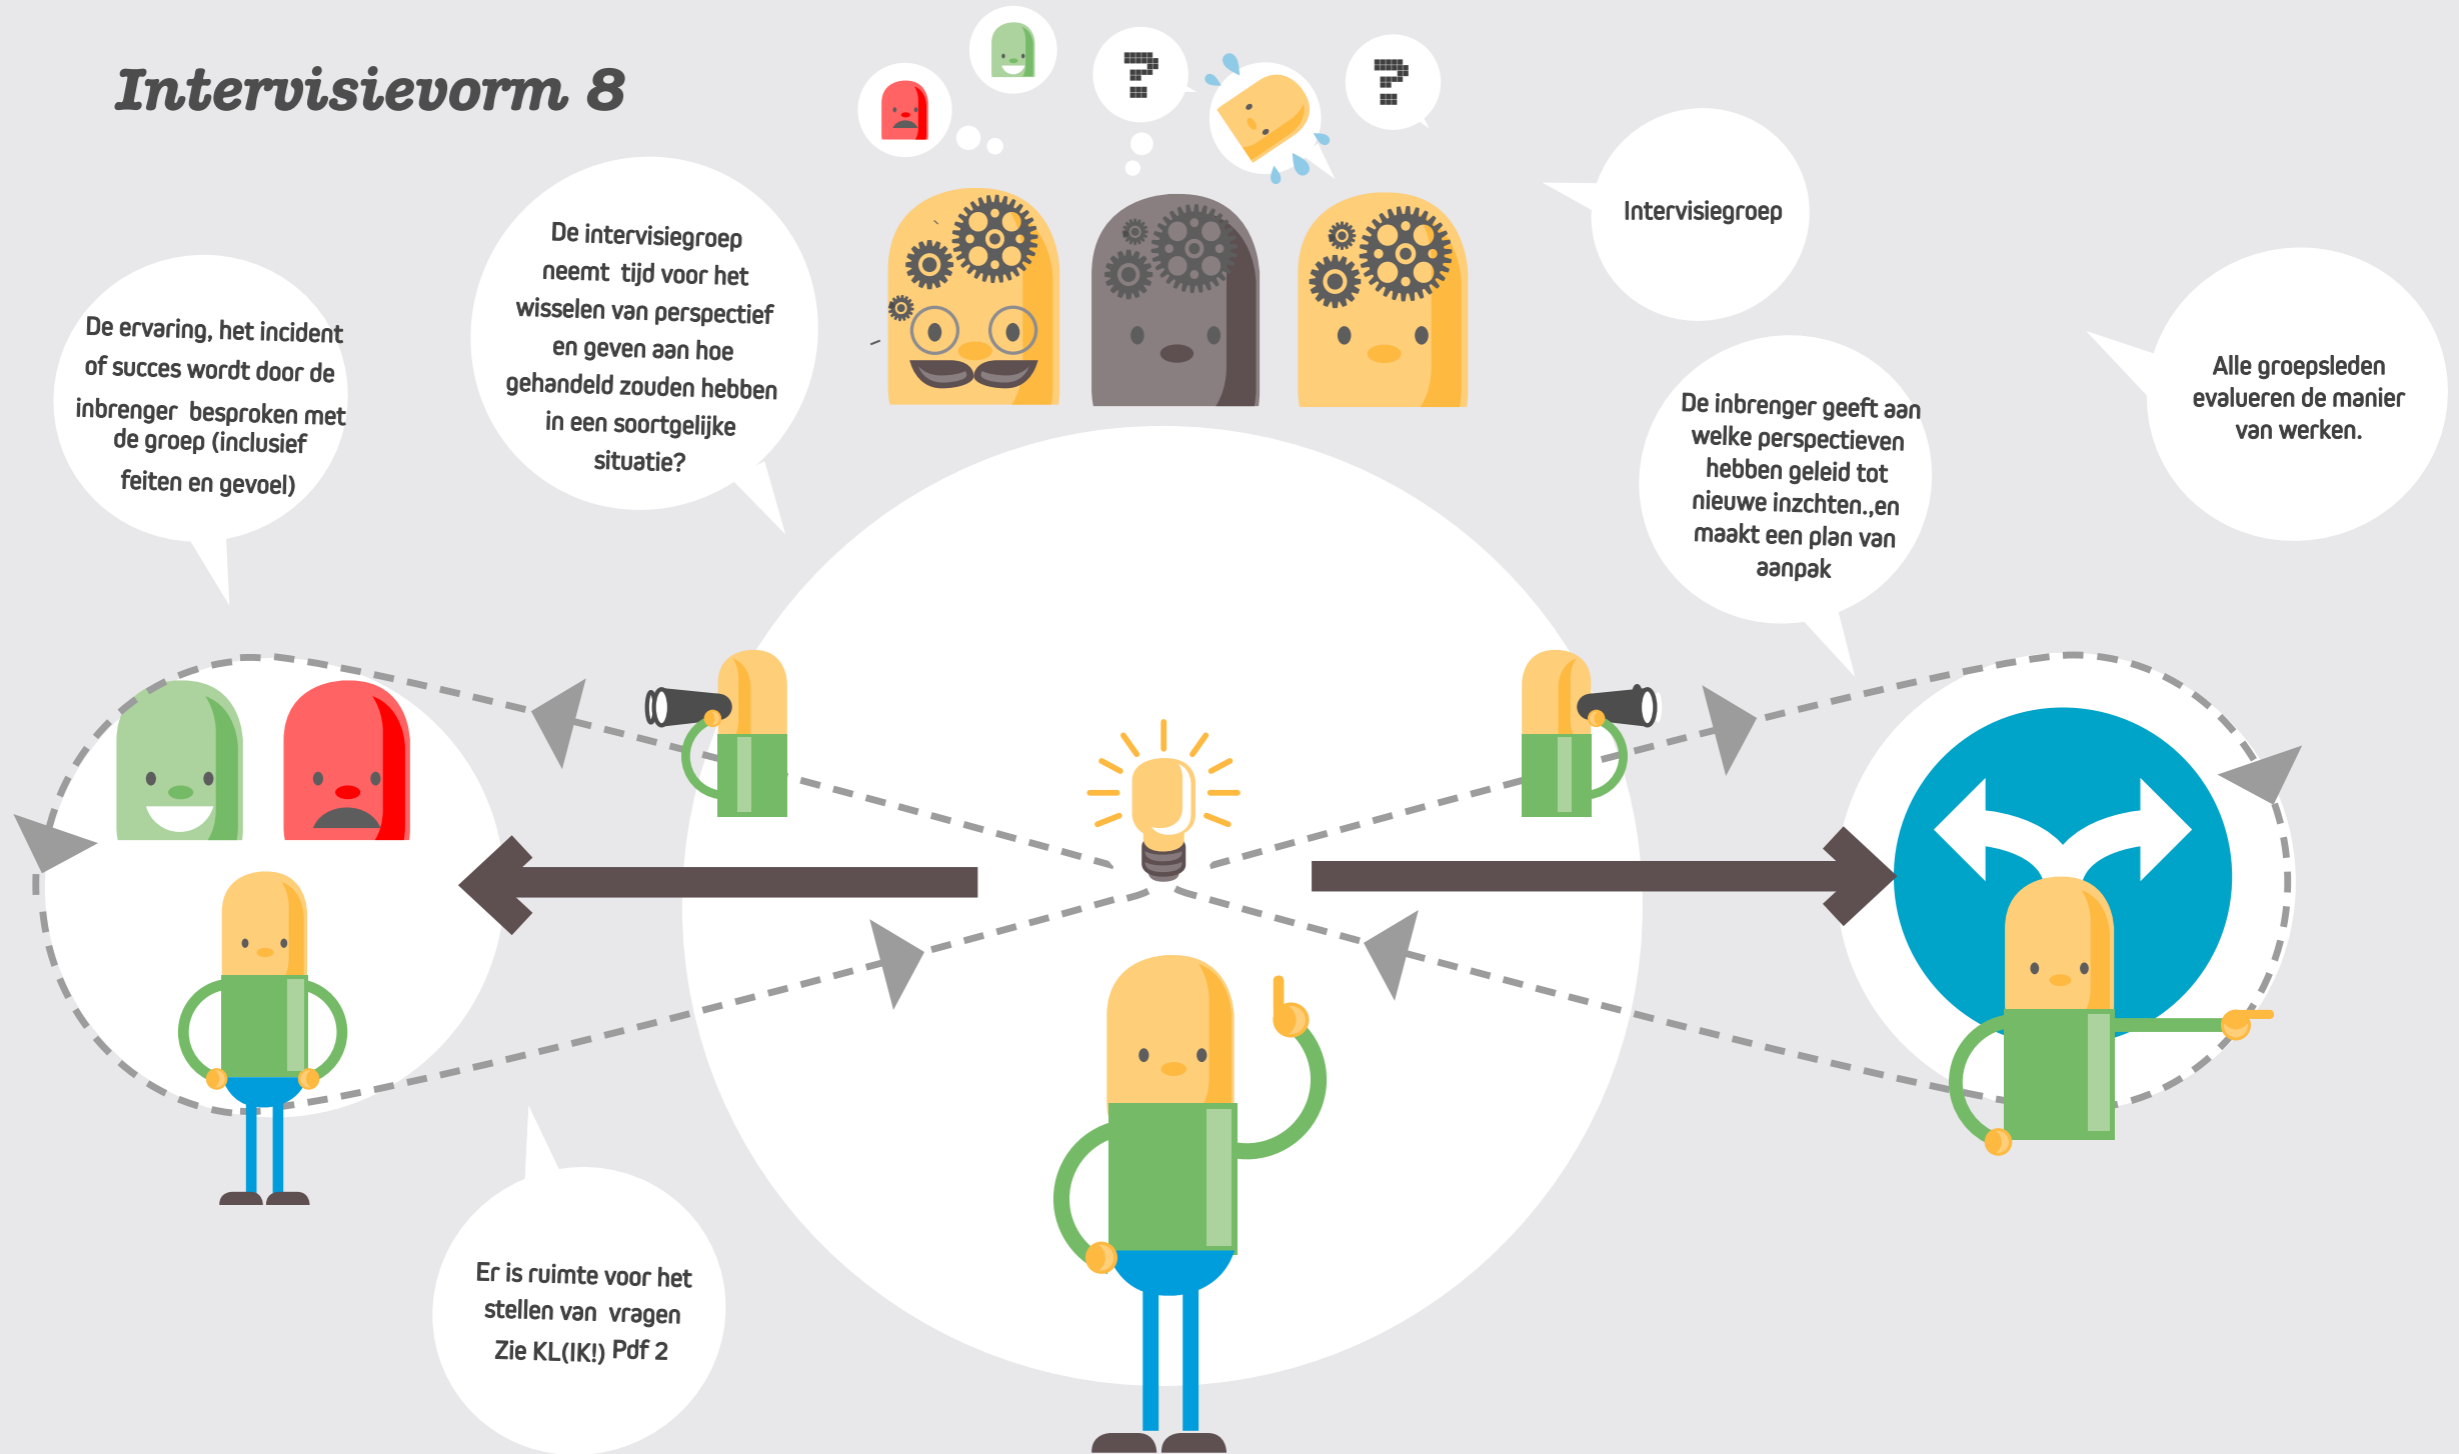 Intervisievorm 8
De ervaring, het incident
of succes wordt door de
inbrenger besproken met
de groep (inclusief
feiten en gevoel)
De intervisiegroep
neemt tijd voor het
wisselen van perspectief
en geven aan hoe
gehandeld zouden hebben
in een soortgelijke
situatie?
?
?
Intervisiegroep
De inbrenger geeft aan
welke perspectieven
hebben geleid tot
nieuwe inzchten.,en
maakt een plan van
aanpak
Alle groepsleden
evalueren de manier
van werken.
Er is ruimte voor het
stellen van vragen
Zie KL(IK!) Pdf 2